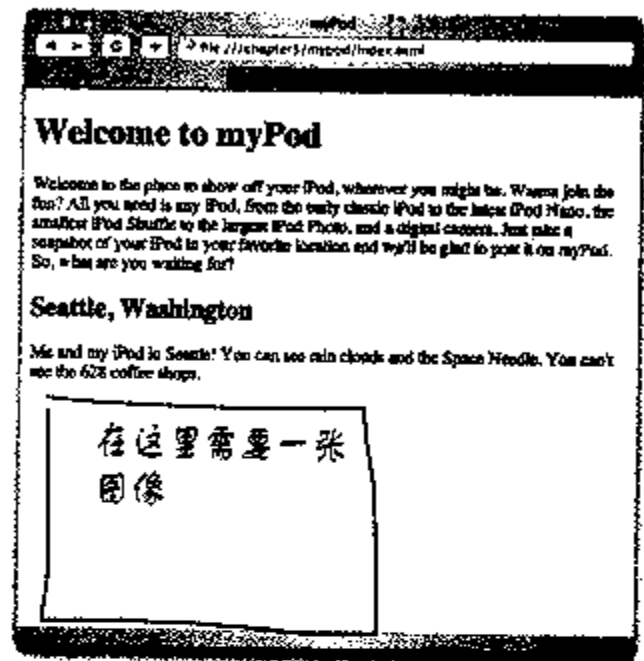 myPod
file:///chapter5/mypod/index.html
Welcome to myPod
Welcome to the place to show off your iPod, wherever you might be. Wanna join the
fun? All you need is any iPod, from the early classic iPod to the latest iPod Nano, the
smallest iPod Shuffle to the largest iPod Photo, and a digital camera. Just take a
snapshot of your iPod in your favorite location and we'll be glad to post it on myPod.
So, what are you waiting for?
Seattle, Washington
Me and my iPod in Seattle! You can see rain clouds and the Space Needle. You can't
see the 628 coffee shops.
在这里需要一张
图像